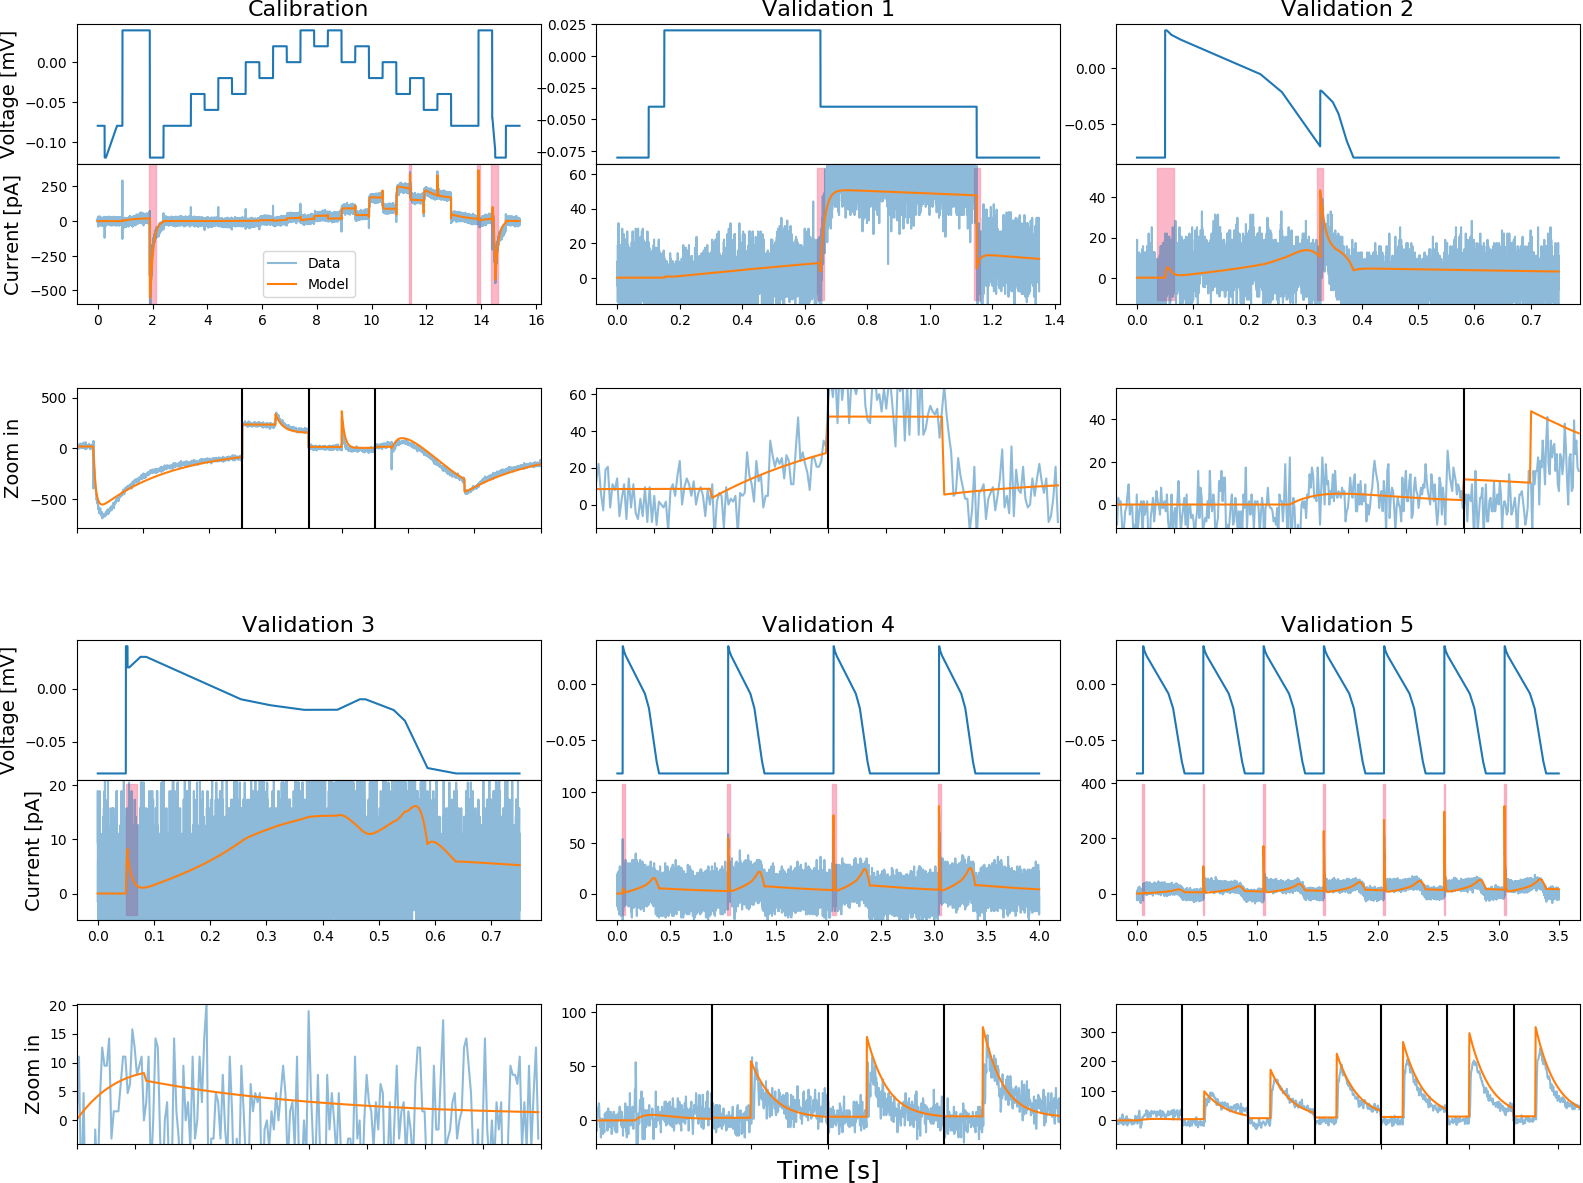 Calibration
Validation 1
Validation 2
Voltage [mV]
0.00
−0.05
−0.10
0.025
0.000
−0.025
−0.050
−0.075
0.00
−0.05
Current [pA]
250
0
−250
−500
Data
Model
60
40
20
0
40
20
0
0 2 4 6 8 10 12 14 16
0.0 0.2 0.4 0.6 0.8 1.0 1.2 1.4
0.0 0.1 0.2 0.3 0.4 0.5 0.6 0.7
Zoom in
500
0
−500
60
40
20
0
40
20
0
Validation 3
Validation 4
Validation 5
Voltage [mV]
0.00
−0.05
0.00
−0.05
0.00
−0.05
Current [pA]
20
10
0
100
50
0
400
200
0
0.0 0.1 0.2 0.3 0.4 0.5 0.6 0.7
0.0 0.5 1.0 1.5 2.0 2.5 3.0 3.5 4.0
0.0 0.5 1.0 1.5 2.0 2.5 3.0 3.5
Zoom in
20
15
10
5
0
100
50
0
300
200
100
0
Time [s]